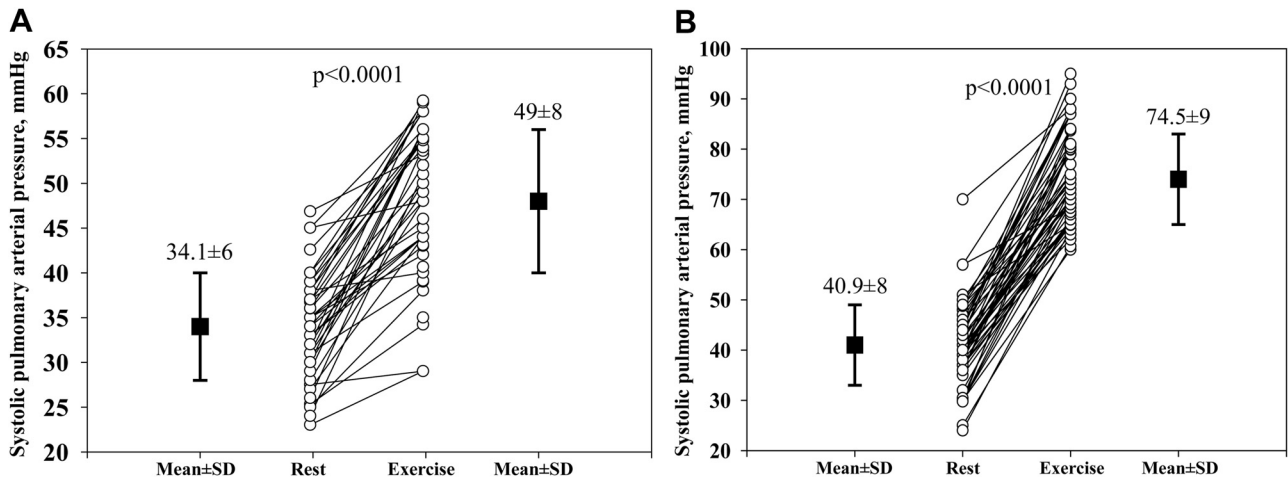 A
Systolic pulmonary arterial pressure, mmHg
65
60
55
50
45
40
35
30
25
20
p<0.0001
34.1±6
49±8
Mean±SD
Rest
Exercise
Mean±SD
B
Systolic pulmonary arterial pressure, mmHg
100
90
80
70
60
50
40
30
20
p<0.0001
40.9±8
74.5±9
Mean±SD
Rest
Exercise
Mean±SD